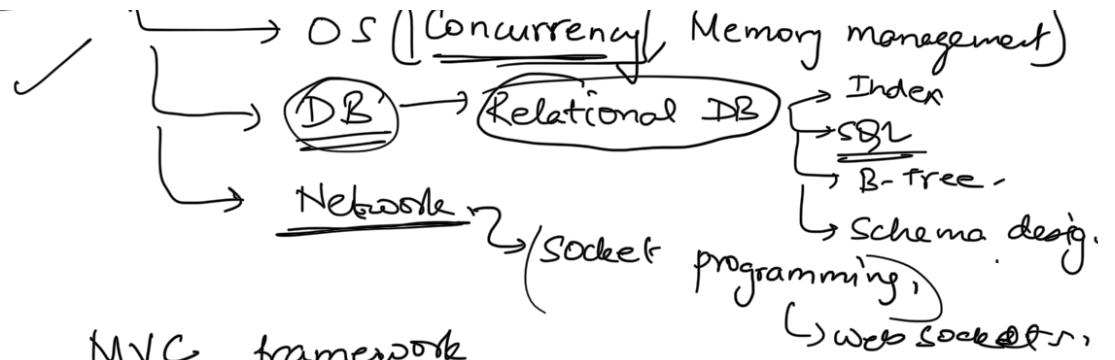 OS (Concurrency, Memory management)
DB → Relational DB
Index
SQL
B-Tree.
Schema desig.
Network
(Socket programming,)
web sockets,
MVC framework